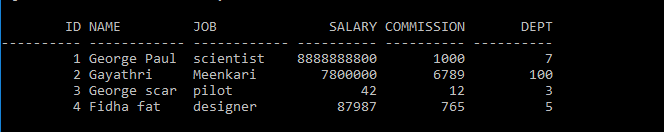 ID NAME JOB SALARY COMMISSION DEPT
---------- ----------- ------------ ---------- ---------- ----------
1 George Paul scientist 8888888800 1000 7
2 Gayathri Meenkari 7800000 6789 100
3 George scar pilot 42 12 3
4 Fidha fat designer 87987 765 5